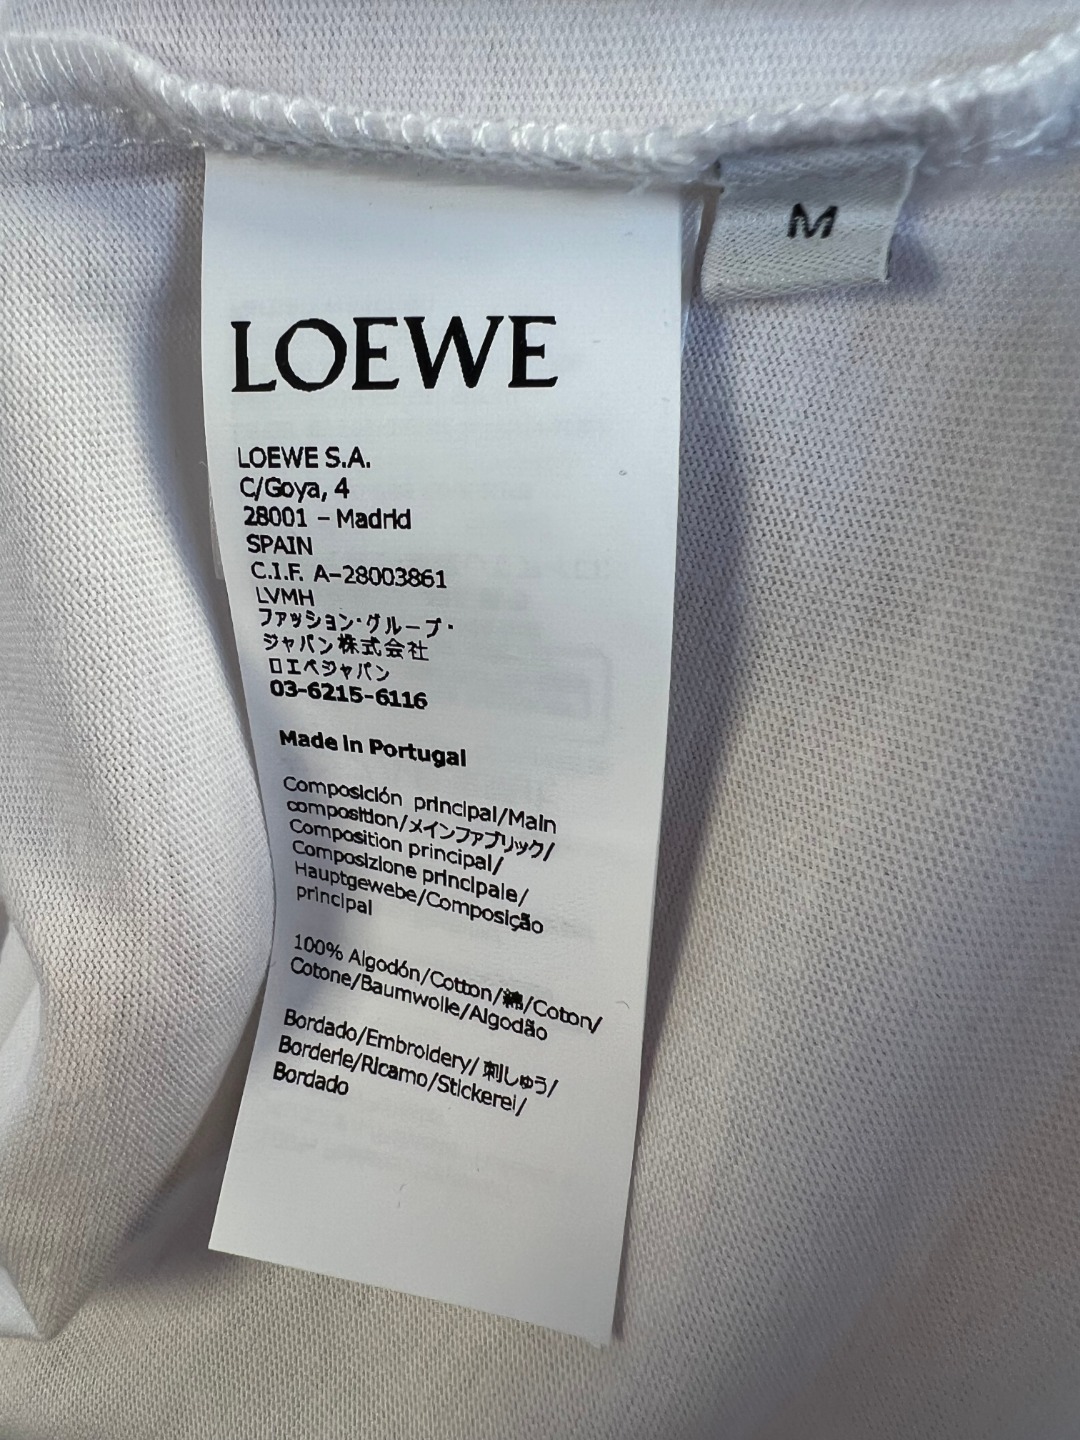 M
LOEWE
LOEWE S.A.
C/Goya, 4
28001 – Madrid
SPAIN
C.I.F. A-28003861
LVMH
ファッション・グループ・
ジャパン株式会社
ロエベジャパン
03-6215-6116
Made in Portugal
Composición principal/Main
composition/メインファブリック/
Composition principal/
Composizione principale/
Hauptgewebe/Composição
principal
100% Algodón/Cotton/綿/Coton/
Cotone/Baumwolle/Algodão
Bordado/Embroidery/ 刺しゅう/
Borderie/Ricamo/Stickerei/
Bordado